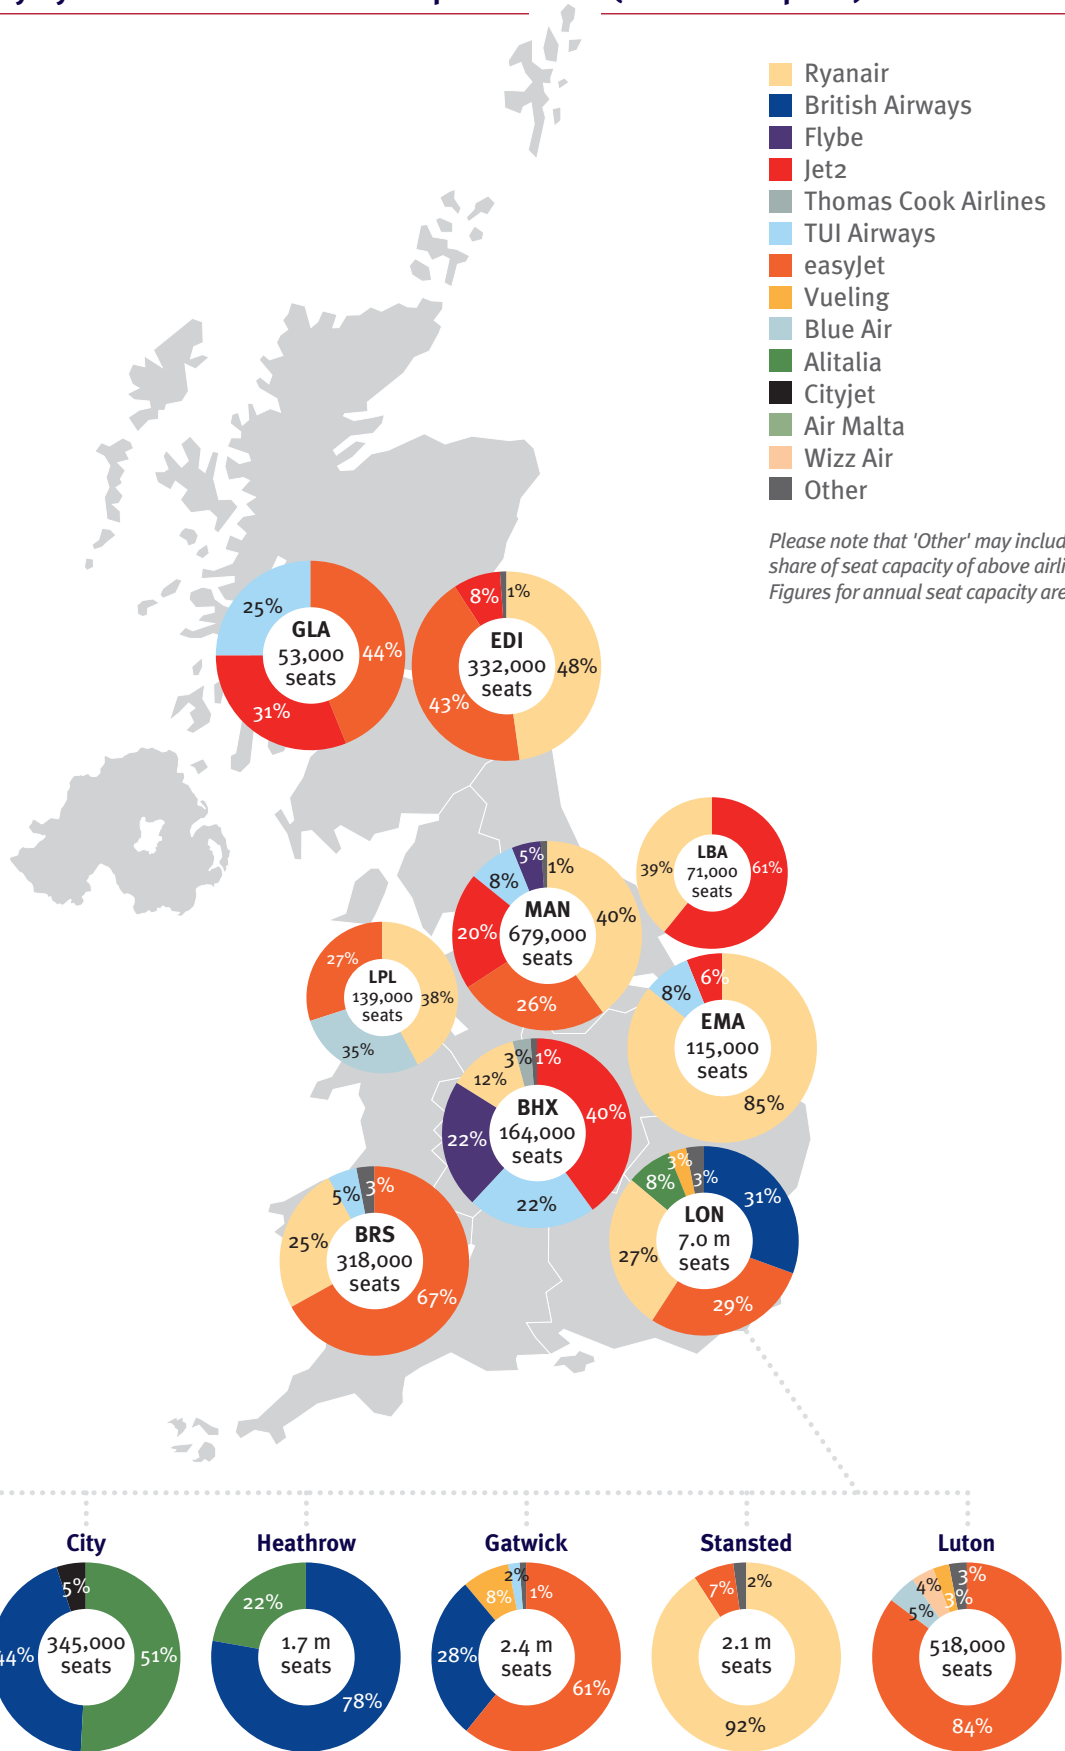 Ryanair
British Airways
Flybe
Jet2
Thomas Cook Airlines
TUI Airways
easyJet
Vueling
Blue Air
Alitalia
Cityjet
Air Malta
Wizz Air
Other
Please note that 'Other' may includ
share of seat capacity of above airli
Figures for annual seat capacity are
25%
GLA
53,000
seats
44%
31%
8%
1%
EDI
332,000
seats
48%
43%
39%
LBA
71,000
seats
61%
5%
1%
8%
MAN
679,000
seats
40%
20%
26%
27%
LPL
139,000
seats
38%
35%
6%
8%
EMA
115,000
seats
85%
3%
1%
12%
BHX
164,000
seats
40%
22%
22%
5%
3%
25%
BRS
318,000
seats
67%
3%
3%
8%
31%
LON
7.0 m
seats
27%
29%
City
5%
345,000
seats
44%
51%
Heathrow
22%
1.7 m
seats
78%
Gatwick
2%
8%
1%
2.4 m
seats
28%
61%
Stansted
7%
2%
2.1 m
seats
92%
Luton
3%
4%
3%
5%
518,000
seats
84%